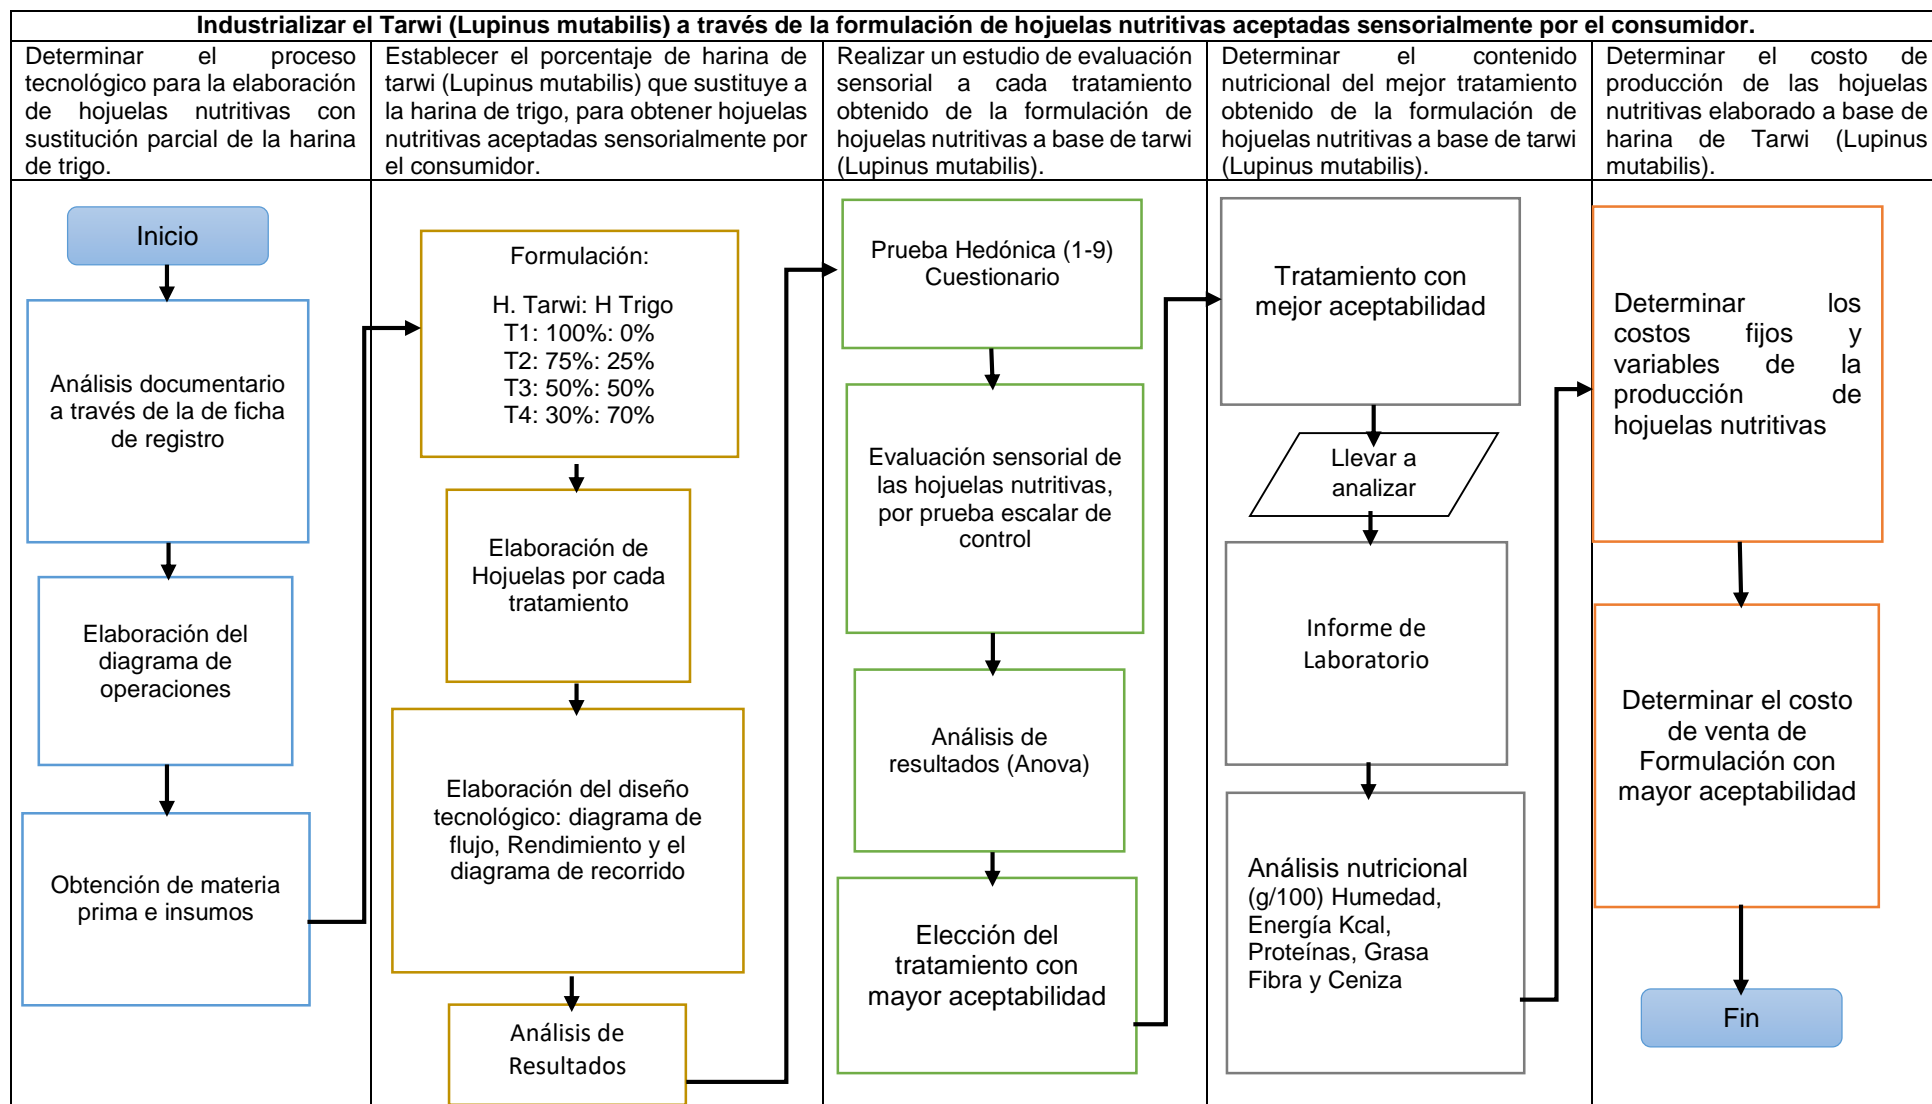 Industrializar el Tarwi (Lupinus mutabilis) a través de la formulación de hojuelas nutritivas aceptadas sensorialmente por el consumidor.
Determinar el proceso
tecnológico para la elaboración
de hojuelas nutritivas con
sustitución parcial de la harina
de trigo.
Establecer el porcentaje de harina de
tarwi (Lupinus mutabilis) que sustituye a
la harina de trigo, para obtener hojuelas
nutritivas aceptadas sensorialmente por
el consumidor.
Realizar un estudio de evaluación
sensorial a cada tratamiento
obtenido de la formulación de
hojuelas nutritivas a base de tarwi
(Lupinus mutabilis).
Determinar el contenido
nutricional del mejor tratamiento
obtenido de la formulación de
hojuelas nutritivas a base de tarwi
(Lupinus mutabilis).
Determinar el costo de
producción de las hojuelas
nutritivas elaborado a base de
harina de Tarwi (Lupinus
mutabilis).
Inicio
Análisis documentario
a través de la de ficha
de registro
Elaboración del
diagrama de
operaciones
Obtención de materia
prima e insumos
Formulación:
H. Tarwi: H Trigo
T1: 100%: 0%
T2: 75%: 25%
T3: 50%: 50%
T4: 30%: 70%
Elaboración de
Hojuelas por cada
tratamiento
Elaboración del diseño
tecnológico: diagrama de
flujo, Rendimiento y el
diagrama de recorrido
Análisis de
Resultados
Prueba Hedónica (1-9)
Cuestionario
Evaluación sensorial de
las hojuelas nutritivas,
por prueba escalar de
control
Análisis de
resultados (Anova)
Elección del
tratamiento con
mayor aceptabilidad
Tratamiento con
mejor aceptabilidad
Llevar a
analizar
Informe de
Laboratorio
Análisis nutricional
(g/100) Humedad,
Energía Kcal,
Proteínas, Grasa
Fibra y Ceniza
Determinar los
costos fijos y
variables de la
producción de
hojuelas nutritivas
Determinar el costo
de venta de
Formulación con
mayor aceptabilidad
Fin